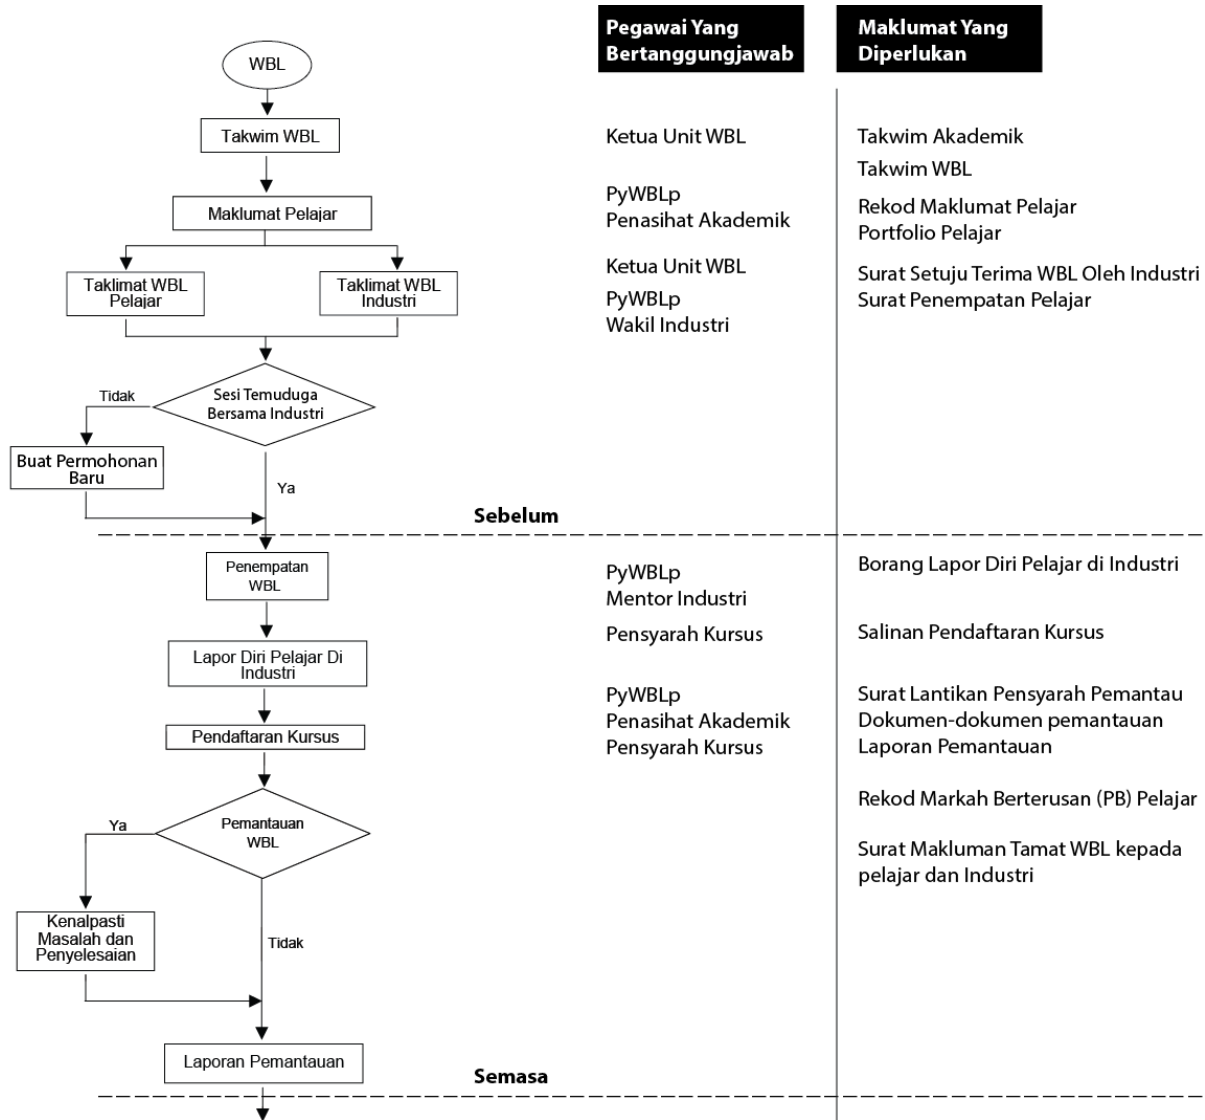 Pegawai Yang
Bertanggungjawab
Maklumat Yang
Diperlukan
WBL
Takwim WBL
Ketua Unit WBL
Takwim Akademik
Takwim WBL
Maklumat Pelajar
PyWBLp
Penasihat Akademik
Rekod Maklumat Pelajar
Portfolio Pelajar
Taklimat WBL
Pelajar
Taklimat WBL
Industri
Ketua Unit WBL
PyWBLp
Wakil Industri
Surat Setuju Terima WBL Oleh Industri
Surat Penempatan Pelajar
Sesi Temuduga
Bersama Industri
Tidak
Buat Permohonan
Baru
Ya
Sebelum
Penempatan
WBL
PyWBLp
Mentor Industri
Borang Lapor Diri Pelajar di Industri
Lapor Diri Pelajar Di
Industri
Pensyarah Kursus
Salinan Pendaftaran Kursus
Pendaftaran Kursus
PyWBLp
Penasihat Akademik
Pensyarah Kursus
Surat Lantikan Pensyarah Pemantau
Dokumen-dokumen pemantauan
Laporan Pemantauan
Rekod Markah Berterusan (PB) Pelajar
Surat Makluman Tamat WBL kepada
pelajar dan Industri
Pemantauan
WBL
Ya
Kenalpasti
Masalah dan
Penyelesaian
Tidak
Laporan Pemantauan
Semasa